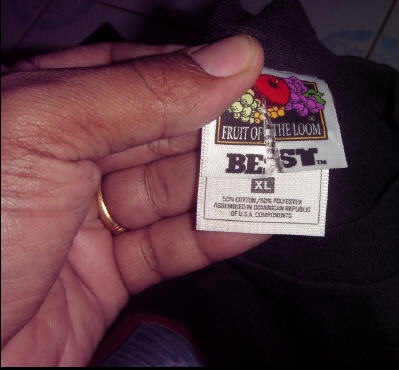 FRUIT OF THE LOOM
BEST™
XL
50% COTTON/50% POLYESTER
ASSEMBLED IN DOMINICAN REPUBLIC
OF U.S.A. COMPONENTS